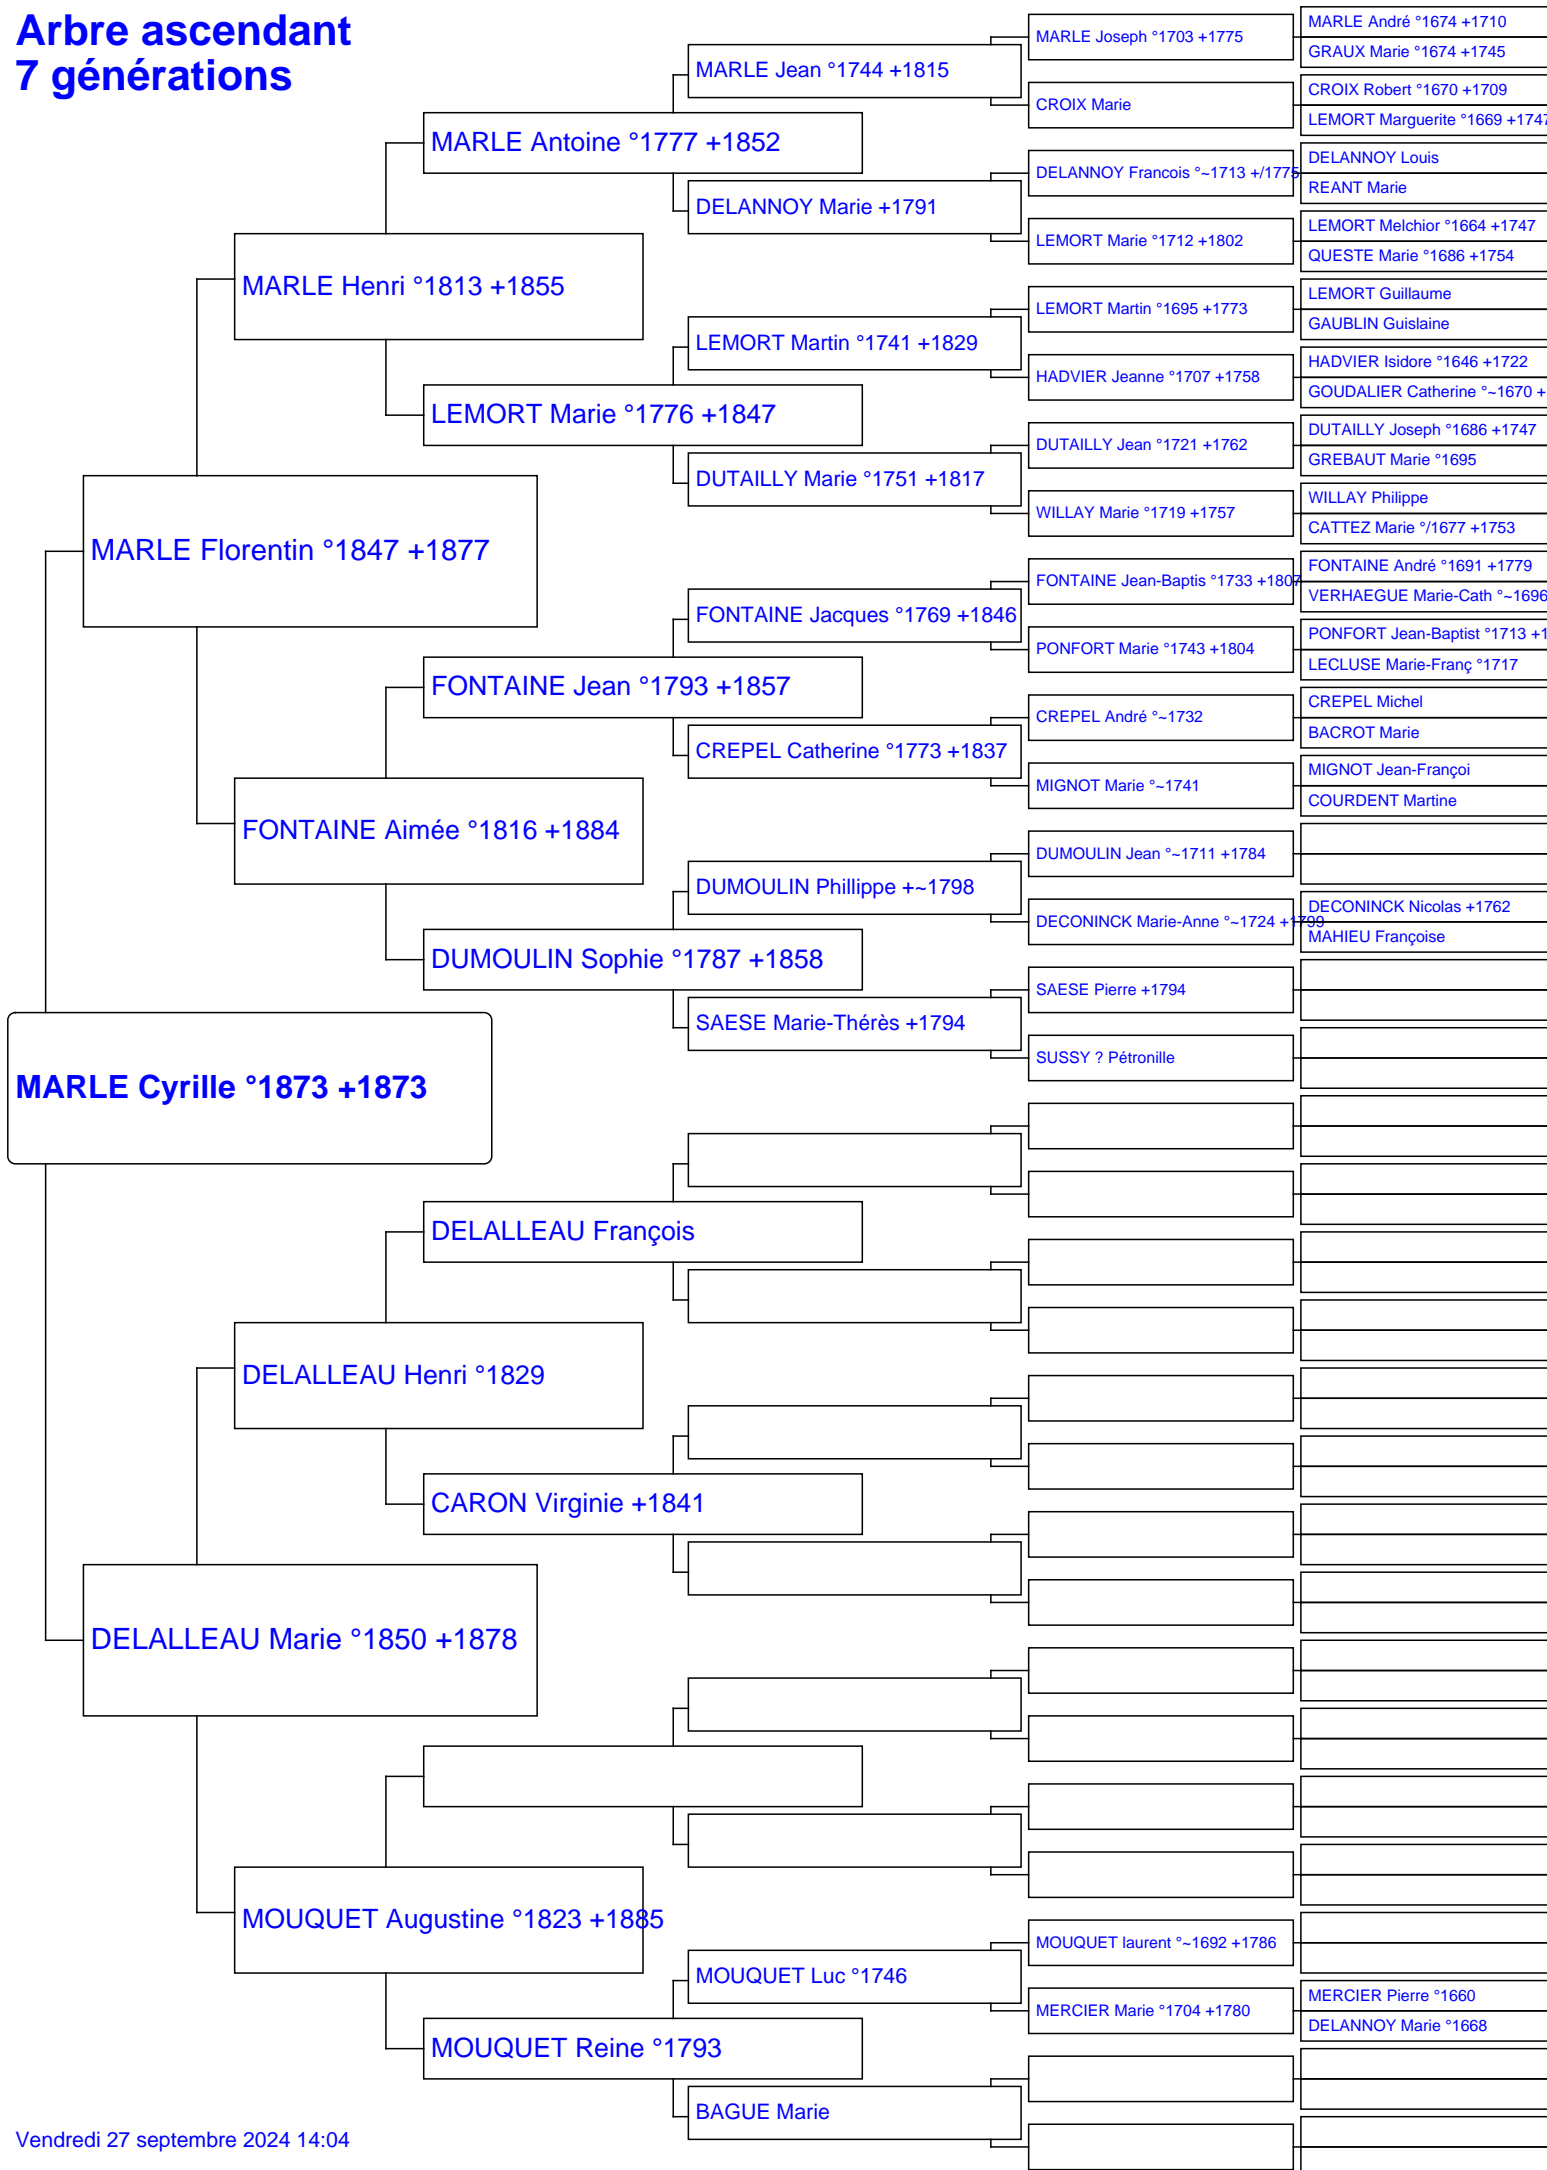 Arbre ascendant
7 générations
MARLE Cyrille °1873 +1873
MARLE Florentin °1847 +1877
DELALLEAU Marie °1850 +1878
MARLE Henri °1813 +1855
FONTAINE Aimée °1816 +1884
DELALLEAU Henri °1829
MOUQUET Augustine °1823 +1885
MARLE Antoine °1777 +1852
LEMORT Marie °1776 +1847
FONTAINE Jean °1793 +1857
DUMOULIN Sophie °1787 +1858
DELALLEAU François
CARON Virginie +1841
MOUQUET Reine °1793
MARLE Jean °1744 +1815
DELANNOY Marie +1791
LEMORT Martin °1741 +1829
DUTAILLY Marie °1751 +1817
FONTAINE Jacques °1769 +1846
CREPEL Catherine °1773 +1837
DUMOULIN Phillippe +~1798
SAESE Marie-Thérès +1794
MOUQUET Luc °1746
BAGUE Marie
MARLE Joseph °1703 +1775
CROIX Marie
DELANNOY Francois °~1713 +/1775
LEMORT Marie °1712 +1802
LEMORT Martin °1695 +1773
HADVIER Jeanne °1707 +1758
DUTAILLY Jean °1721 +1762
WILLAY Marie °1719 +1757
FONTAINE Jean-Baptis °1733 +1807
PONFORT Marie °1743 +1804
CREPEL André °~1732
MIGNOT Marie °~1741
DUMOULIN Jean °~1711 +1784
DECONINCK Marie-Anne °~1724 +1799
SAESE Pierre +1794
SUSSY ? Pétronille
MOUQUET laurent °~1692 +1786
MERCIER Marie °1704 +1780
MARLE André °1674 +1710
GRAUX Marie °1674 +1745
CROIX Robert °1670 +1709
LEMORT Marguerite °1669 +1747
DELANNOY Louis
REANT Marie
LEMORT Melchior °1664 +1747
QUESTE Marie °1686 +1754
LEMORT Guillaume
GAUBLIN Guislaine
HADVIER Isidore °1646 +1722
GOUDALIER Catherine °~1670 +
DUTAILLY Joseph °1686 +1747
GREBAUT Marie °1695
WILLAY Philippe
CATTEZ Marie °/1677 +1753
FONTAINE André °1691 +1779
VERHAEGUE Marie-Cath °~1696
PONFORT Jean-Baptist °1713 +1
LECLUSE Marie-Franç °1717
CREPEL Michel
BACROT Marie
MIGNOT Jean-Françoi
COURDENT Martine
DECONINCK Nicolas +1762
MAHIEU Françoise
MERCIER Pierre °1660
DELANNOY Marie °1668
Vendredi 27 septembre 2024 14:04